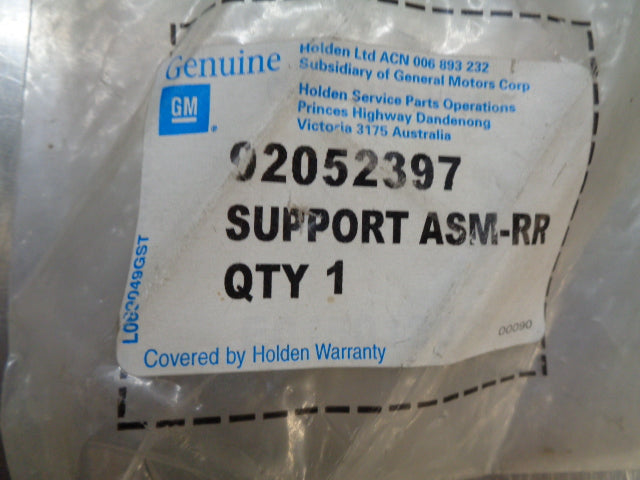 Genuine
GM
Holden Ltd ACN 006 893 232
Subsidiary of General Motors Corp
Holden Service Parts Operations
Princes Highway Dandenong
Victoria 3175 Australia
92052397
SUPPORT ASM-RR
QTY 1
00090
Covered by Holden Warranty